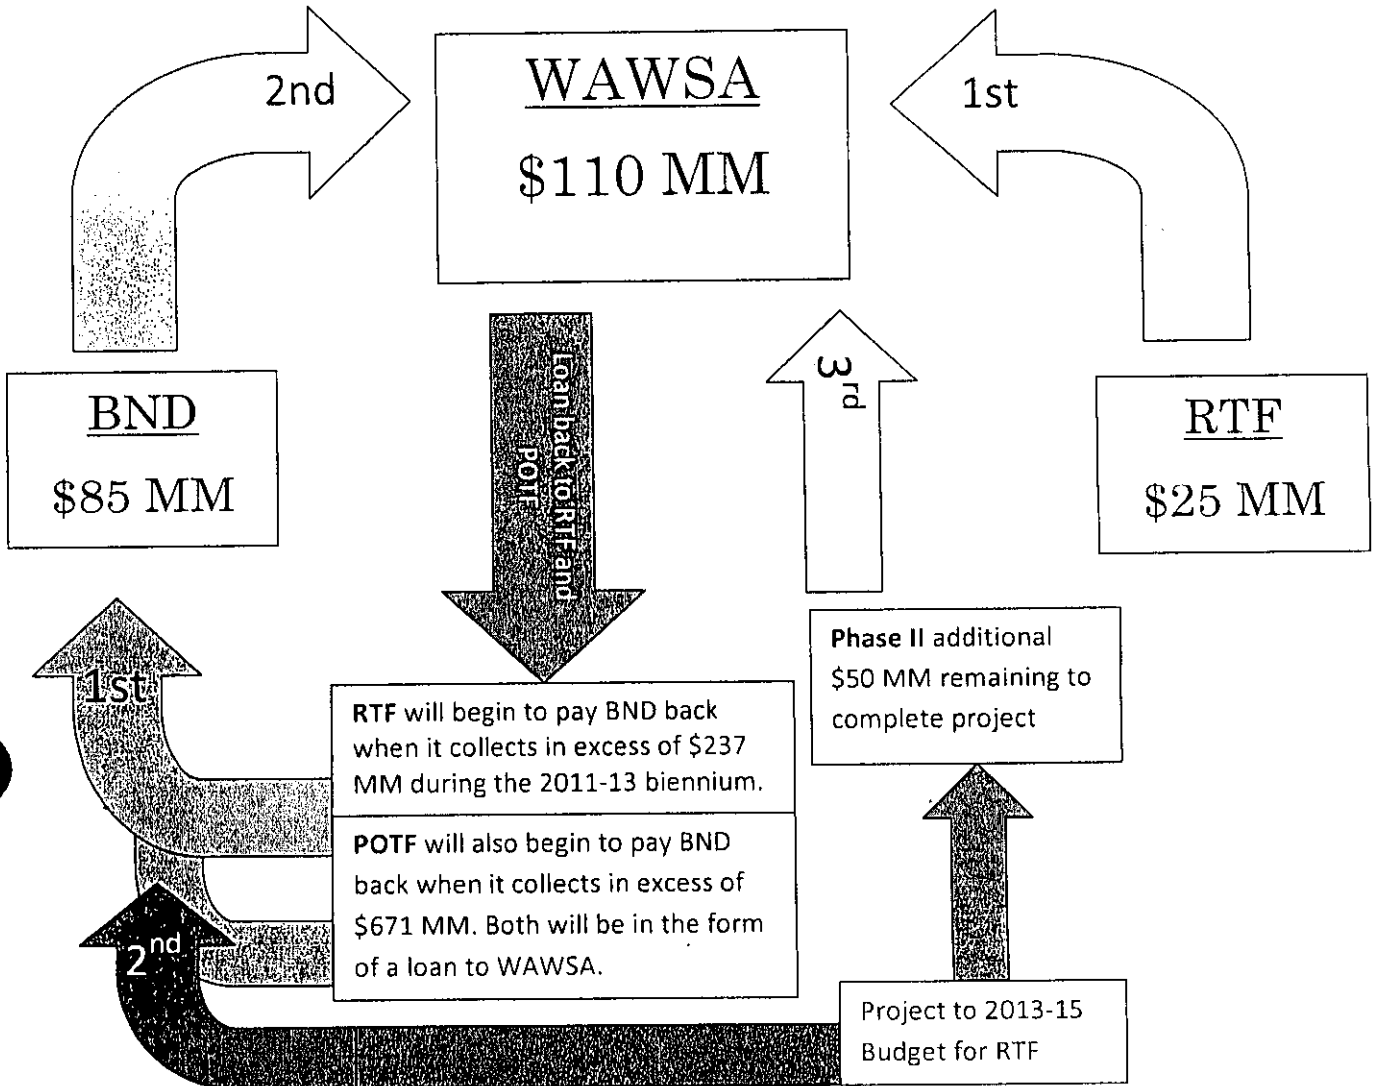 2nd
WAWSA
$110 MM
1st
BND
$85 MM
Loan back to RTF and
POTF
3rd
RTF
$25 MM
Phase II additional
$50 MM remaining to
complete project
1st
RTF will begin to pay BND back
when it collects in excess of $237
MM during the 2011-13 biennium.
POTF will also begin to pay BND
back when it collects in excess of
$671 MM. Both will be in the form
of a loan to WAWSA.
2nd
Project to 2013-15
Budget for RTF